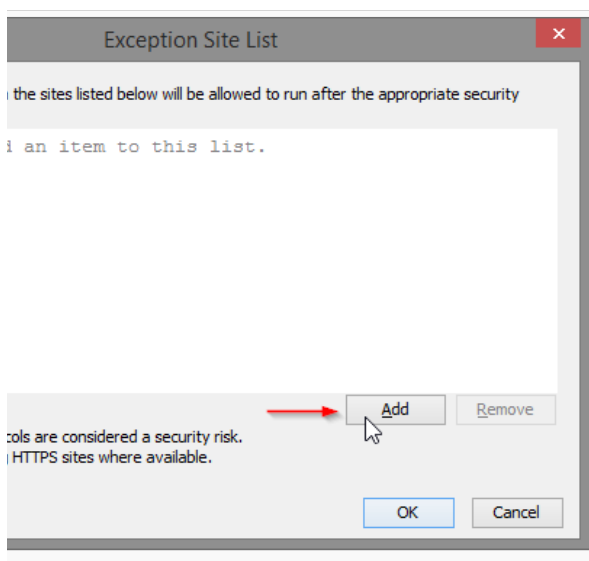 Exception Site List
the sites listed below will be allowed to run after the appropriate security
an item to this list.
Add
Remove
cols are considered a security risk.
HTTPS sites where available.
OK
Cancel